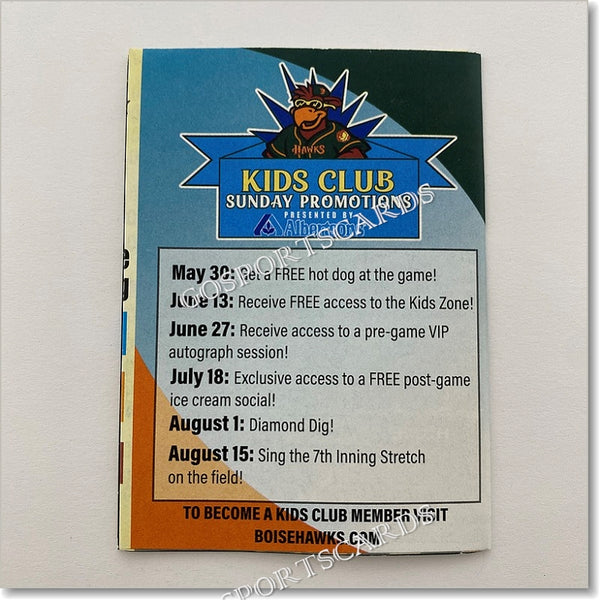 HAWKS
KIDS CLUB
SUNDAY PROMOTIONS
PRESENTED BY
Albertsons
May 30: Get a FREE hot dog at the game!
June 13: Receive FREE access to the Kids Zone!
June 27: Receive access to a pre-game VIP
autograph session!
July 18: Exclusive access to a FREE post-game
ice cream social!
August 1: Diamond Dig!
August 15: Sing the 7th Inning Stretch
on the field!
TO BECOME A KIDS CLUB MEMBER VISIT
BOISEHAWKS.COM
COSPORTSCARDS